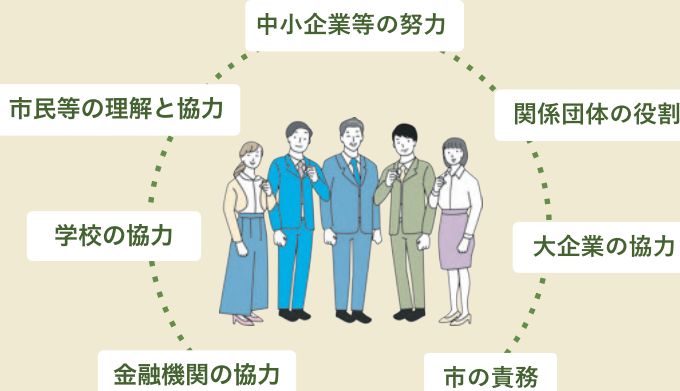 中小企業等の努力
市民等の理解と協力
関係団体の役割
学校の協力
大企業の協力
金融機関の協力
市の責務